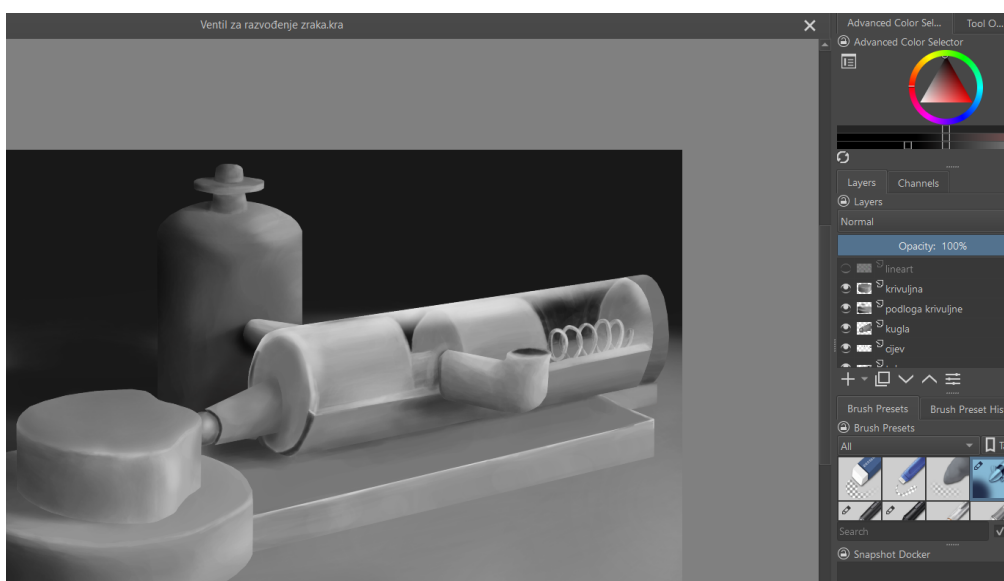 Ventil za razvođenje zraka.kra
Advanced Color Sel... Tool O...
Advanced Color Selector
Layers Channels
Layers
Normal
Opacity: 100%
lineart
krivuljna
podloga krivuljne
kugla
cijev
Brush Presets Brush Preset His
Brush Presets
All
Search
Snapshot Docker